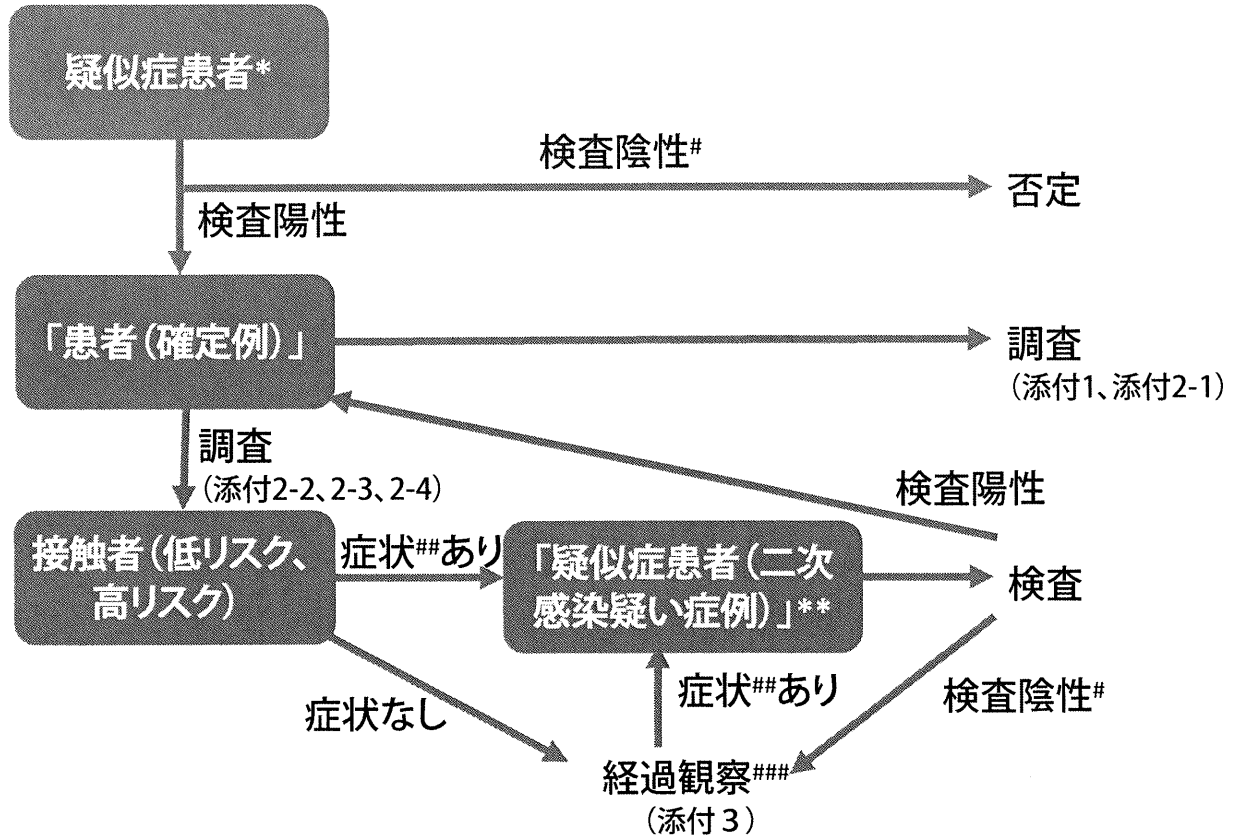 疑似症患者*
検査陰性#
否定
検査陽性
「患者(確定例)」
調査
(添付1、添付2-1)
調査
(添付2-2、2-3、2-4)
検査陽性
接触者(低リスク、
高リスク)
症状##あり
「疑似症患者(二次
感染疑い症例)」**
検査
症状なし
症状##あり
検査陰性#
経過観察###
(添付3)